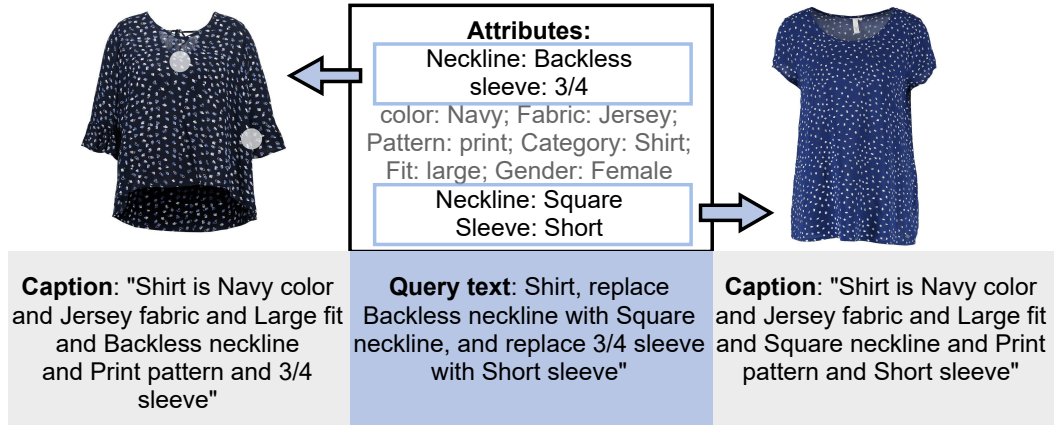 Attributes:
Neckline: Backless
sleeve: 3/4
color: Navy; Fabric: Jersey;
Pattern: print; Category: Shirt;
Fit: large; Gender: Female
Neckline: Square
Sleeve: Short
Caption: "Shirt is Navy color
and Jersey fabric and Large fit
and Backless neckline
and Print pattern and 3/4
sleeve"
Query text: Shirt, replace
Backless neckline with Square
neckline, and replace 3/4 sleeve
with Short sleeve"
Caption: "Shirt is Navy color
and Jersey fabric and Large fit
and Square neckline and Print
pattern and Short sleeve"